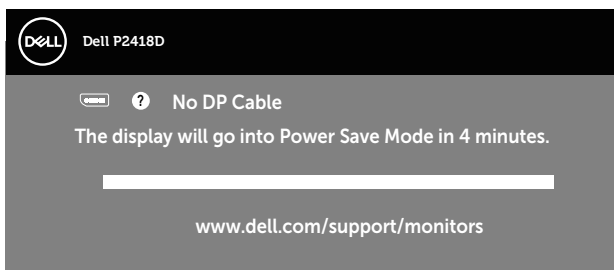 DELL
Dell P2418D
? No DP Cable
The display will go into Power Save Mode in 4 minutes.
www.dell.com/support/monitors